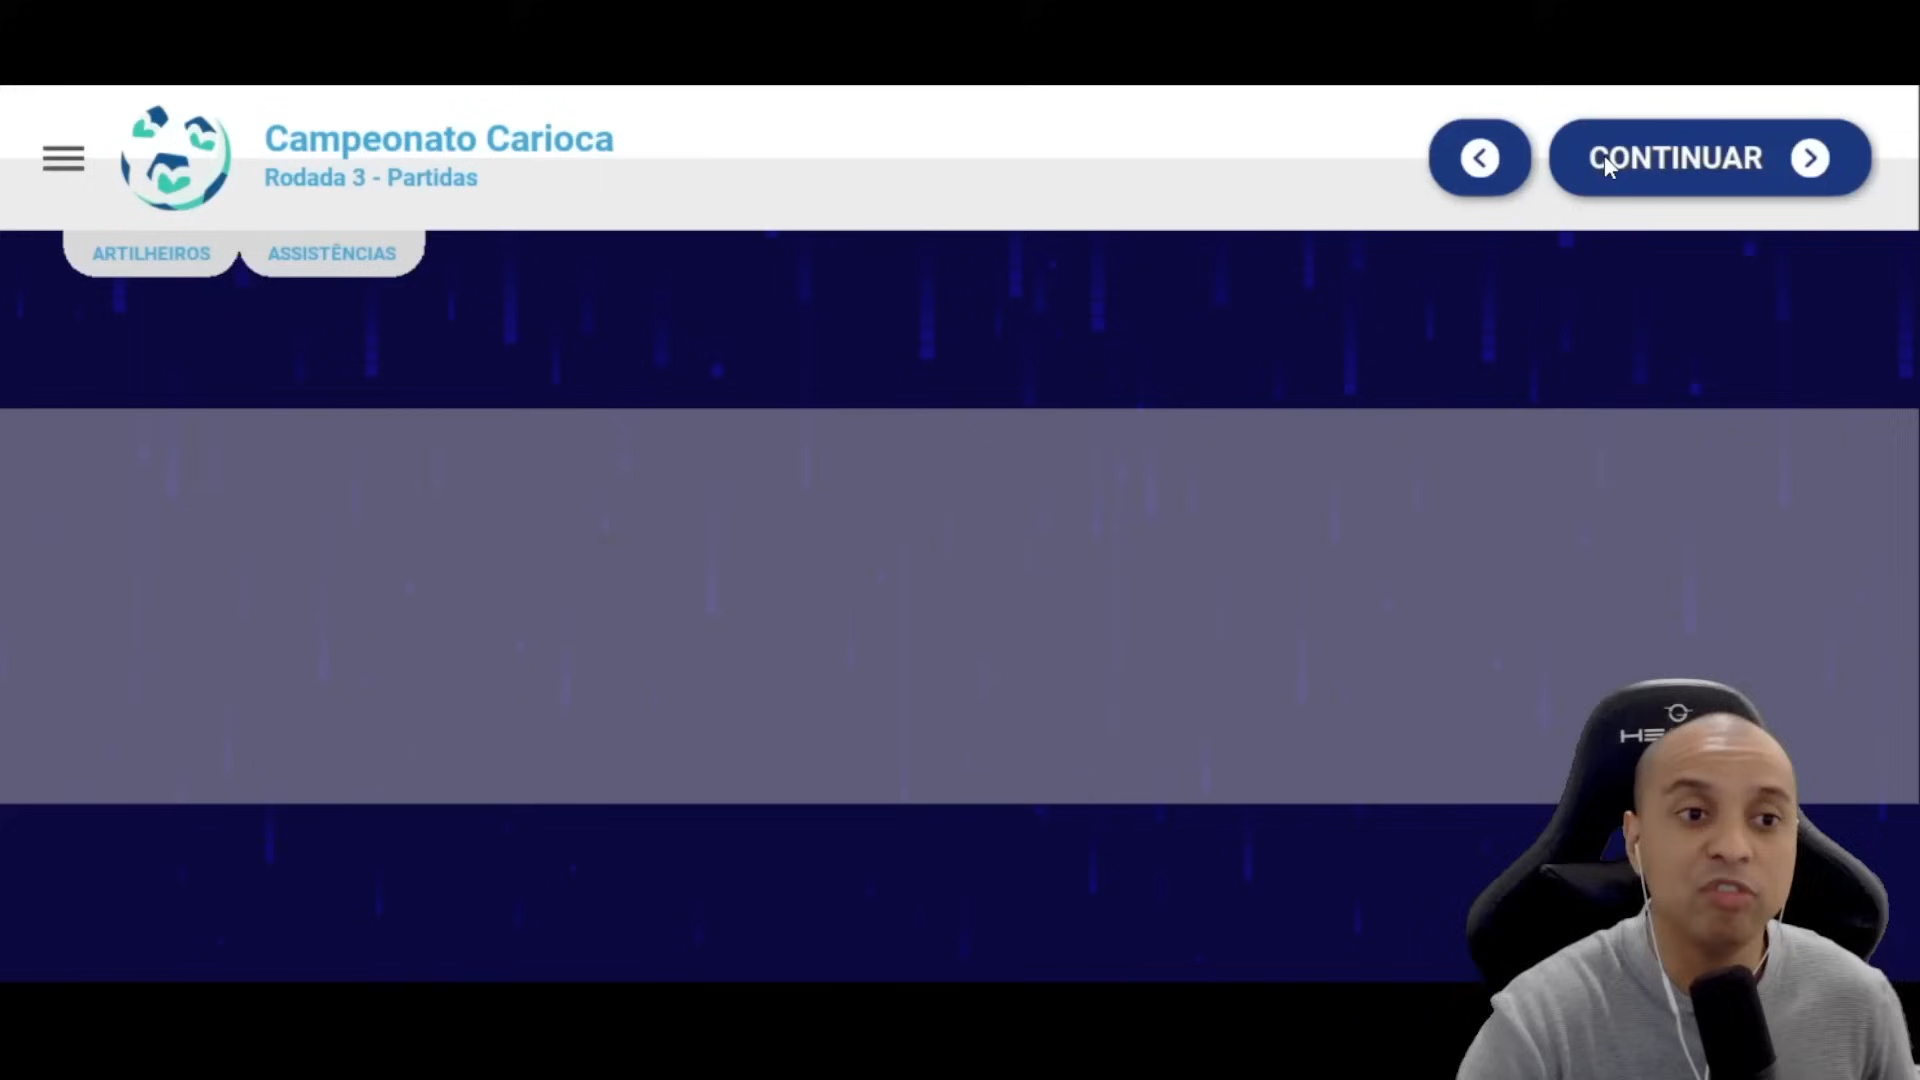 Campeonato Carioca
Rodada 3 - Partidas
CONTINUAR
ARTILHEIROS
ASSISTÊNCIAS